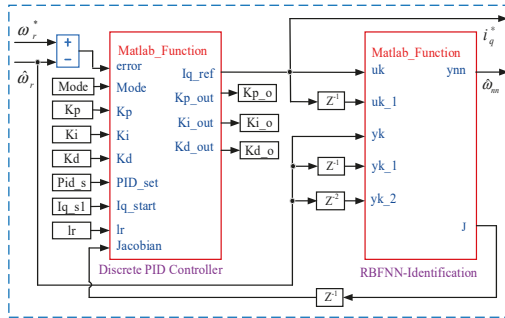 ω_r^*
+
−
ω̂_r
Matlab_Function
error
Mode
Mode
Kp
Kp
Ki
Ki
Kd
Kd
Pid_s
PID_set
Iq_s1
Iq_start
lr
lr
Jacobian
Iq_ref
Kp_out
Kp_o
Ki_out
Ki_o
Kd_out
Kd_o
Discrete PID Controller
Matlab_Function
uk
ynn
Z⁻¹
uk_1
yk
Z⁻¹
yk_1
Z⁻²
yk_2
J
RBFNN-Identification
Z⁻¹
i_q^*
ω̂_nn